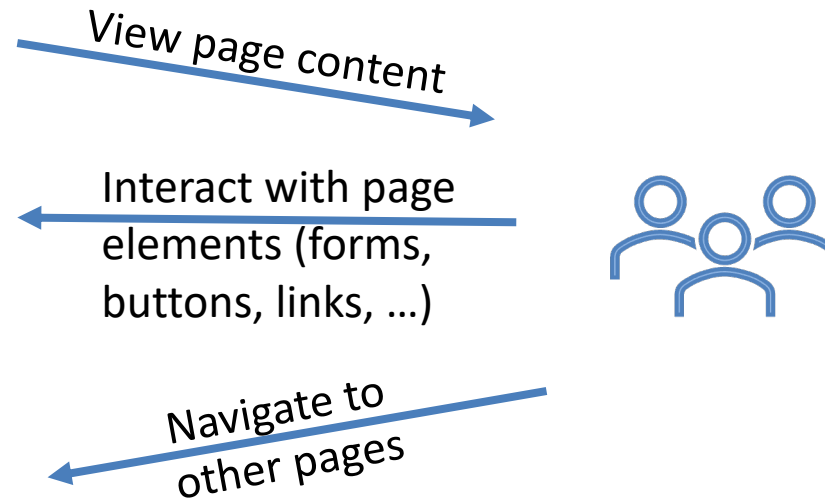 View page content
Interact with page
elements (forms,
buttons, links, ...)
Navigate to
other pages